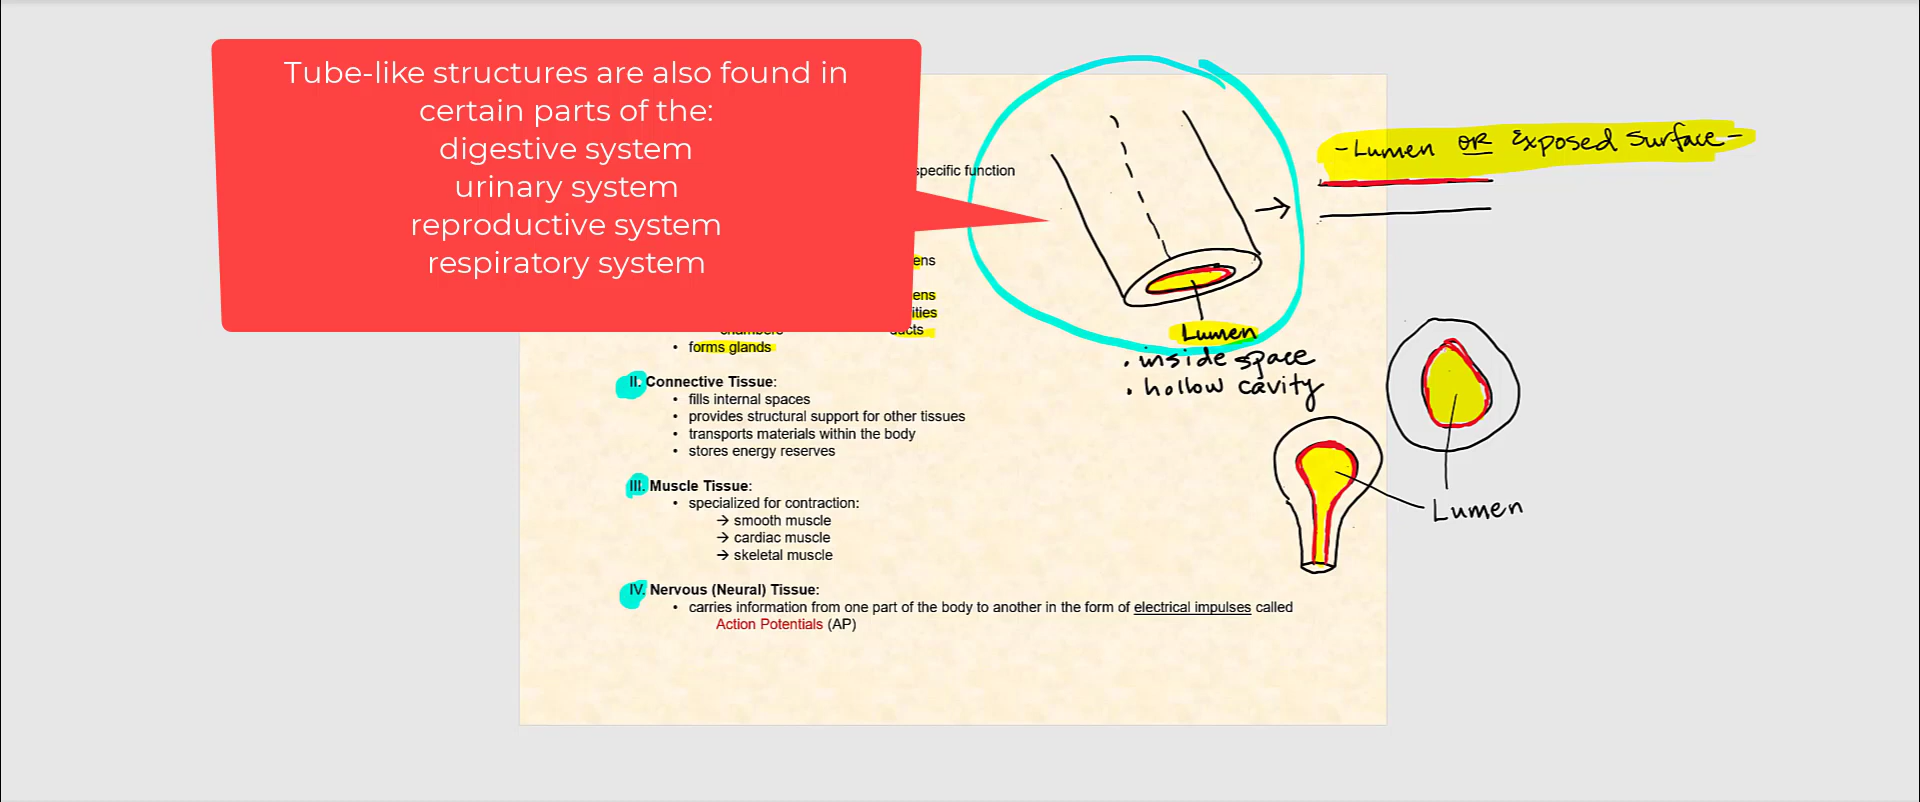 Tube-like structures are also found in
certain parts of the:
digestive system
urinary system
reproductive system
respiratory system
specific function
-Lumen OR Exposed Surface-
ens
ens
ities
chambers ducts
• forms glands
Lumen
• inside space
• hollow cavity
II. Connective Tissue:
• fills internal spaces
• provides structural support for other tissues
• transports materials within the body
• stores energy reserves
Lumen
III. Muscle Tissue:
• specialized for contraction:
→ smooth muscle
→ cardiac muscle
→ skeletal muscle
IV. Nervous (Neural) Tissue:
• carries information from one part of the body to another in the form of electrical impulses called
Action Potentials (AP)